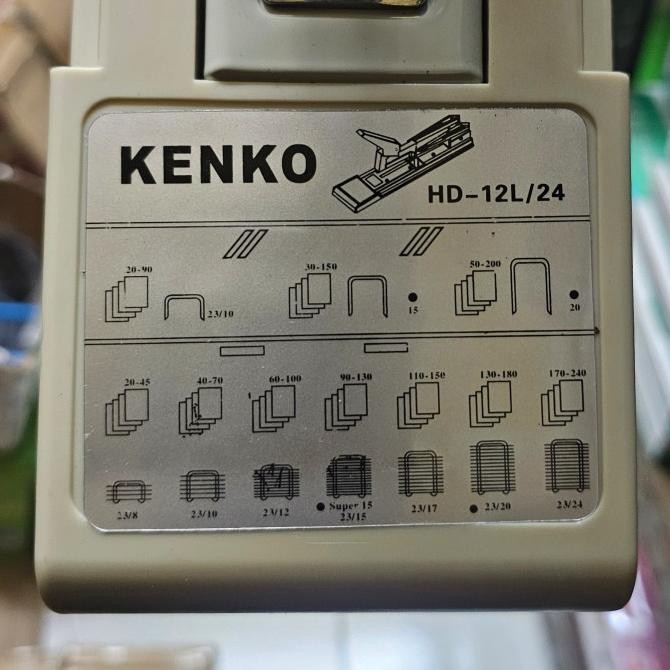 KENKO
HD-12L/24
20-90 30-150 50-200
23/10 15 20
20-45 40-70 60-100 90-130 110-150 130-180 170-240
23/8 23/10 23/12 Super 15 23/17 23/20 23/24
23/15